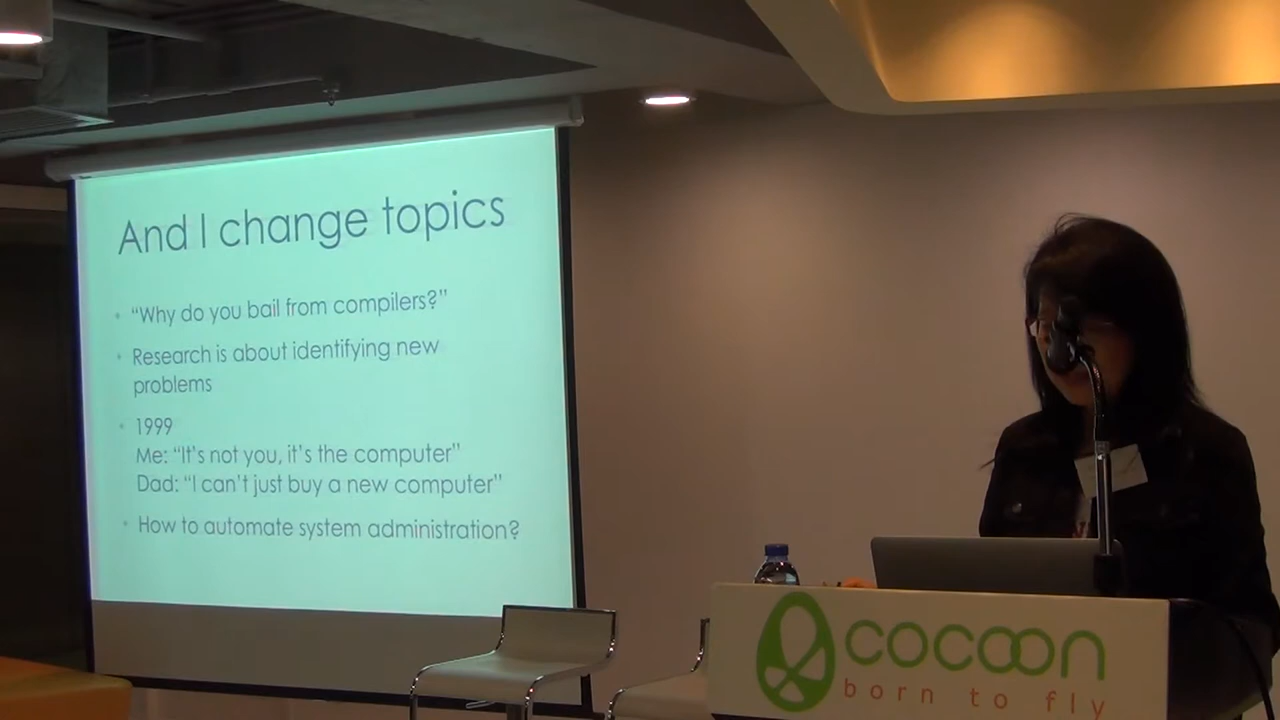 And I change topics
“Why do you bail from compilers?”
Research is about identifying new
problems
1999
Me: “It’s not you, it’s the computer”
Dad: “I can’t just buy a new computer”
How to automate system administration?
cocoon
born to fly